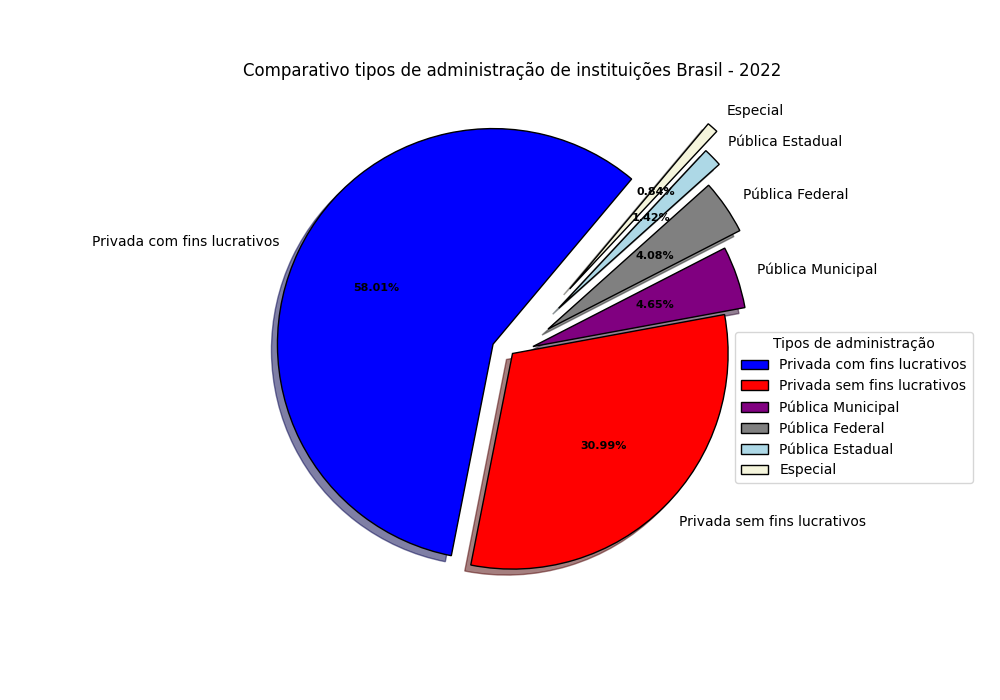 Comparativo tipos de administração de instituições Brasil - 2022
Especial
Pública Estadual
Pública Federal
Pública Municipal
Privada com fins lucrativos
Privada sem fins lucrativos
0.84%
1.42%
4.08%
4.65%
58.01%
30.99%
Tipos de administração
Privada com fins lucrativos
Privada sem fins lucrativos
Pública Municipal
Pública Federal
Pública Estadual
Especial